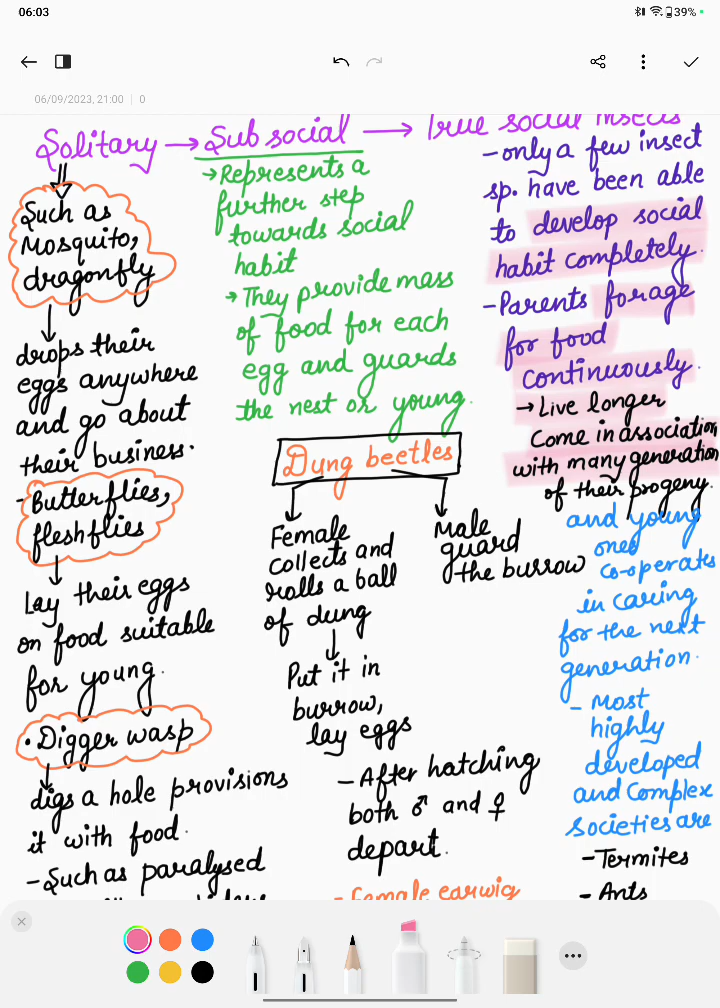 06:03
39%
06/09/2023, 21:00 | 0
Solitary → Sub social → True social insects
Such as
Mosquito,
dragonfly
drops their
eggs anywhere
and go about
their business.
- Butterflies,
fleshflies
Lay their eggs
on food suitable
for young.
• Digger wasp
digs a hole provisions
it with food.
- Such as paralysed
→ Represents a
further step
towards social
habit
→ They provide mass
of food for each
egg and guards
the nest or young.
Dung beetles
Female
collects and
rolls a ball
of dung
Put it in
burrow,
lay eggs
- After hatching
both ♂ and ♀
depart.
- Female earwig
Male
guard
the burrow
- only a few insect
sp. have been able
to develop social
habit completely.
- Parents forage
for food
continuously.
→ Live longer
Come in association
with many generation
of their progeny.
and young
ones
co-operates
in caring
for the next
generation.
- Most
highly
developed
and Complex
societies are
- Termites
- Ants